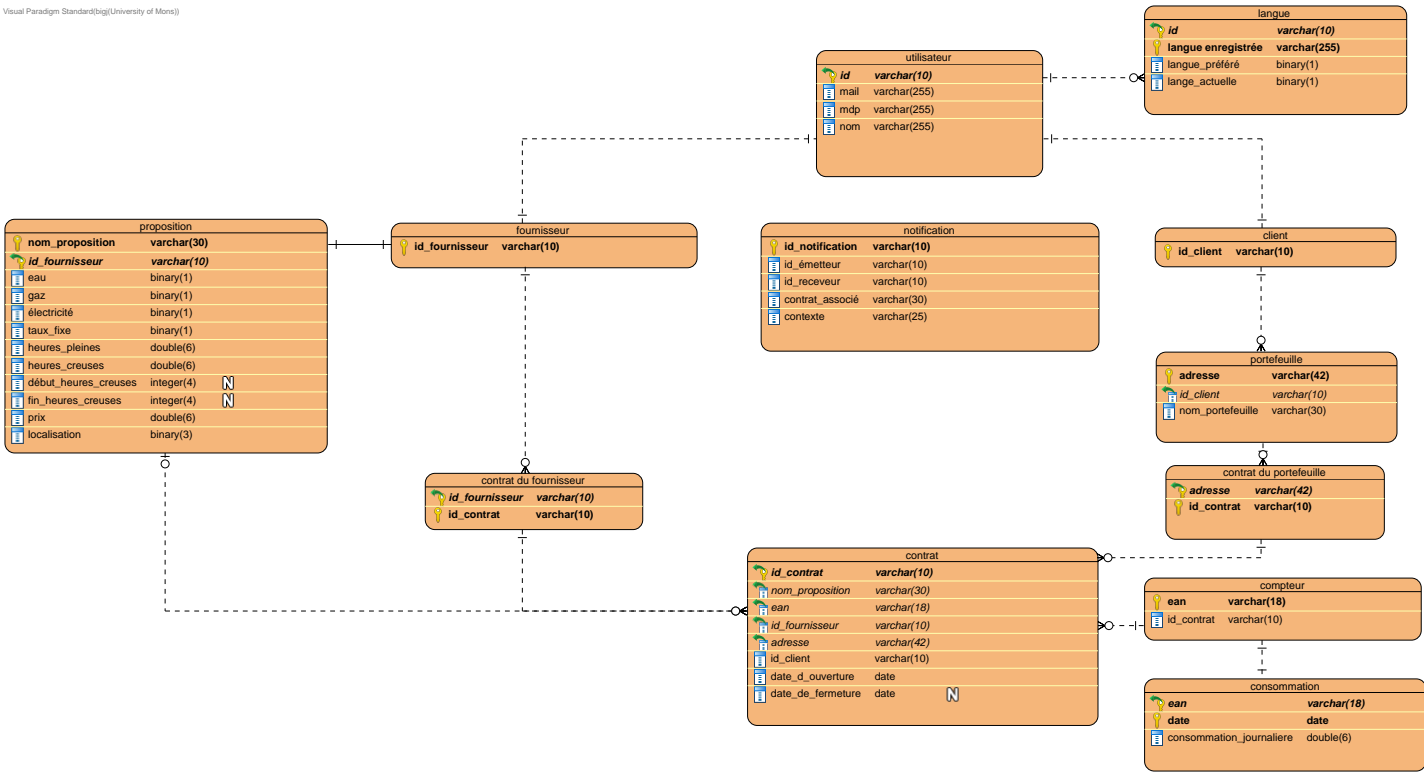 Visual Paradigm Standard(bigj(University of Mons))
langue
id varchar(10)
langue enregistrée varchar(255)
langue_préféré binary(1)
lange_actuelle binary(1)
utilisateur
id varchar(10)
mail varchar(255)
mdp varchar(255)
nom varchar(255)
proposition
nom_proposition varchar(30)
id_fournisseur varchar(10)
eau binary(1)
gaz binary(1)
électricité binary(1)
taux_fixe binary(1)
heures_pleines double(6)
heures_creuses double(6)
début_heures_creuses integer(4) N
fin_heures_creuses integer(4) N
prix double(6)
localisation binary(3)
fournisseur
id_fournisseur varchar(10)
notification
id_notification varchar(10)
id_émetteur varchar(10)
id_receveur varchar(10)
contrat_associé varchar(30)
contexte varchar(25)
client
id_client varchar(10)
portefeuille
adresse varchar(42)
id_client varchar(10)
nom_portefeuille varchar(30)
contrat du fournisseur
id_fournisseur varchar(10)
id_contrat varchar(10)
contrat du portefeuille
adresse varchar(42)
id_contrat varchar(10)
contrat
id_contrat varchar(10)
nom_proposition varchar(30)
ean varchar(18)
id_fournisseur varchar(10)
adresse varchar(42)
id_client varchar(10)
date_d_ouverture date
date_de_fermeture date N
compteur
ean varchar(18)
id_contrat varchar(10)
consommation
ean varchar(18)
date date
consommation_journaliere double(6)